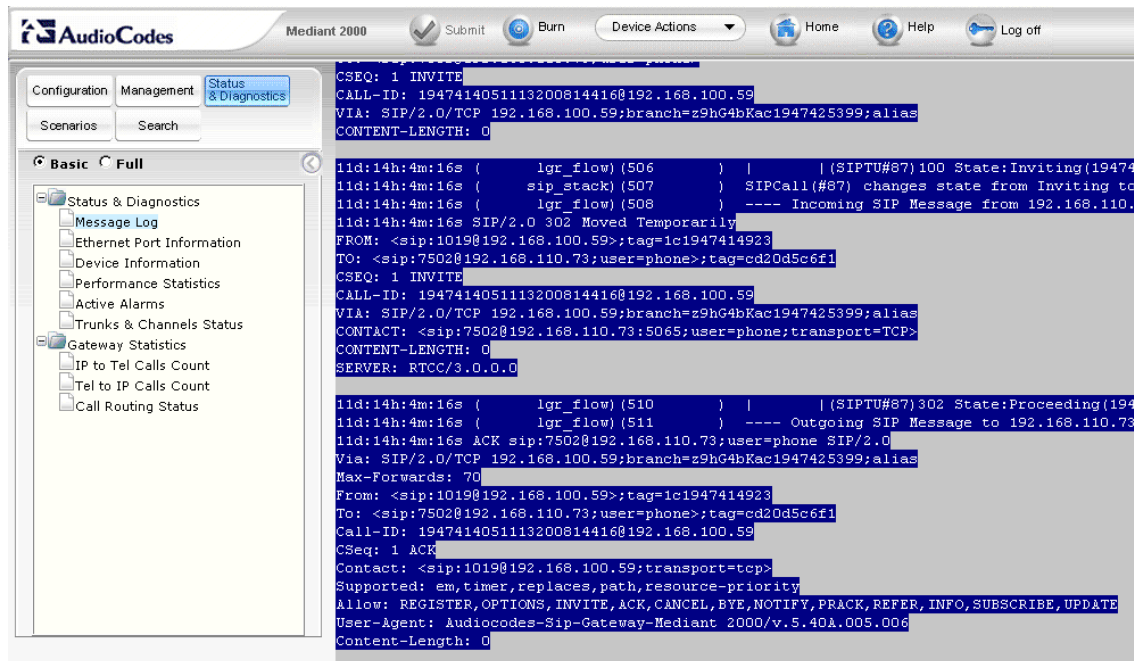 AudioCodes
Mediant 2000
Submit
Burn
Device Actions
Home
Help
Log off
Configuration
Management
Status & Diagnostics
Scenarios
Search
Basic
Full
Status & Diagnostics
Message Log
Ethernet Port Information
Device Information
Performance Statistics
Active Alarms
Trunks & Channels Status
Gateway Statistics
IP to Tel Calls Count
Tel to IP Calls Count
Call Routing Status
CSEQ: 1 INVITE
CALL-ID: 1947414051113200814416@192.168.100.59
VIA: SIP/2.0/TCP 192.168.100.59;branch=z9hG4bKac1947425399;alias
CONTENT-LENGTH: 0
11d:14h:4m:16s ( lgr_flow)(506 ) | |(SIPTU#87)100 State:Inviting(19474
11d:14h:4m:16s ( sip_stack)(507 ) SIPCall(#87) changes state from Inviting to
11d:14h:4m:16s ( lgr_flow)(508 ) ---- Incoming SIP Message from 192.168.110.
11d:14h:4m:16s SIP/2.0 302 Moved Temporarily
FROM: <sip:1019@192.168.100.59>;tag=1c1947414923
TO: <sip:7502@192.168.110.73;user=phone>;tag=cd20d5c6f1
CSEQ: 1 INVITE
CALL-ID: 1947414051113200814416@192.168.100.59
VIA: SIP/2.0/TCP 192.168.100.59;branch=z9hG4bKac1947425399;alias
CONTACT: <sip:7502@192.168.110.73:5065;user=phone;transport=TCP>
CONTENT-LENGTH: 0
SERVER: RTCC/3.0.0.0
11d:14h:4m:16s ( lgr_flow)(510 ) | |(SIPTU#87)302 State:Proceeding(194
11d:14h:4m:16s ( lgr_flow)(511 ) ---- Outgoing SIP Message to 192.168.110.73
11d:14h:4m:16s ACK sip:7502@192.168.110.73;user=phone SIP/2.0
Via: SIP/2.0/TCP 192.168.100.59;branch=z9hG4bKac1947425399;alias
Max-Forwards: 70
From: <sip:1019@192.168.100.59>;tag=1c1947414923
To: <sip:7502@192.168.110.73;user=phone>;tag=cd20d5c6f1
Call-ID: 1947414051113200814416@192.168.100.59
CSeq: 1 ACK
Contact: <sip:1019@192.168.100.59;transport=tcp>
Supported: em,timer,replaces,path,resource-priority
Allow: REGISTER,OPTIONS,INVITE,ACK,CANCEL,BYE,NOTIFY,PRACK,REFER,INFO,SUBSCRIBE,UPDATE
User-Agent: Audiocodes-Sip-Gateway-Mediant 2000/v.5.40A.005.006
Content-Length: 0